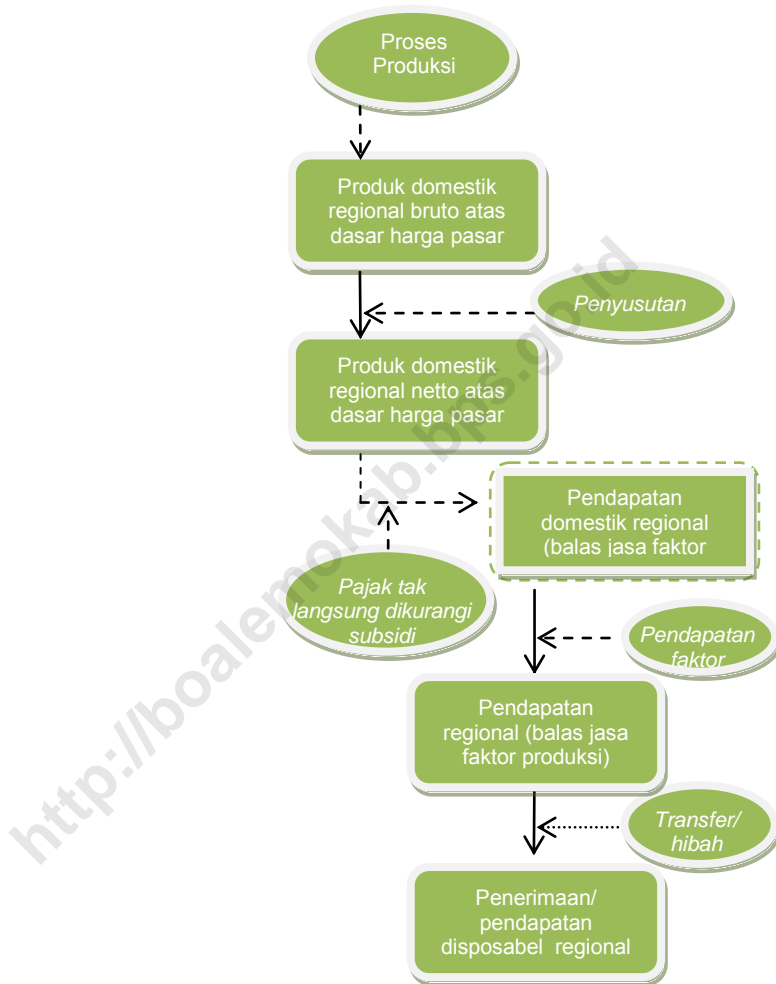 Proses
Produksi
Produk domestik
regional bruto atas
dasar harga pasar
Penyusutan
Produk domestik
regional netto atas
dasar harga pasar
Pendapatan
domestik regional
(balas jasa faktor
Pajak tak
langsung dikurangi
subsidi
Pendapatan
faktor
Pendapatan
regional (balas jasa
faktor produksi)
Transfer/
hibah
Penerimaan/
pendapatan
disposabel regional
http://boalemokab.bps.go.id